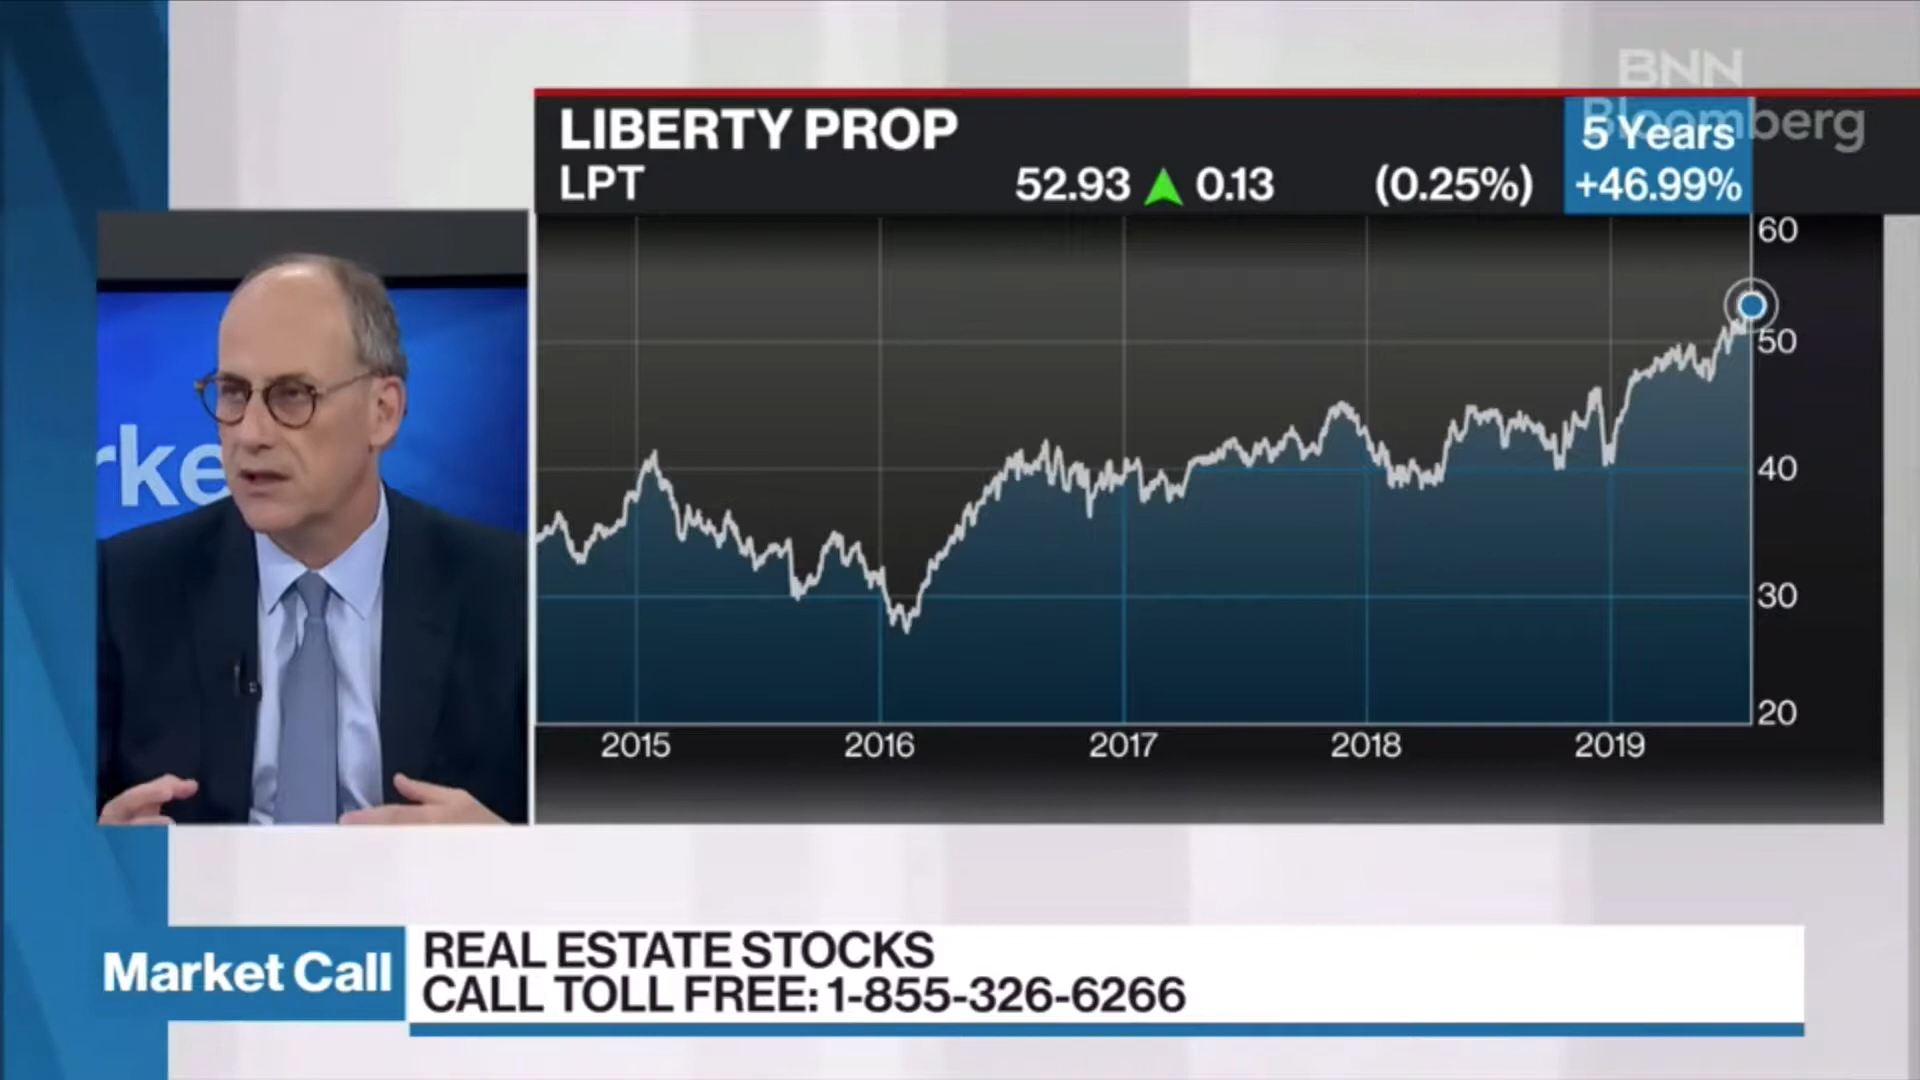 BNN
Bloomberg
LIBERTY PROP
LPT 52.93 ▲ 0.13 (0.25%)
5 Years
+46.99%
60
50
40
30
20
2015 2016 2017 2018 2019
rke
Market Call
REAL ESTATE STOCKS
CALL TOLL FREE: 1-855-326-6266